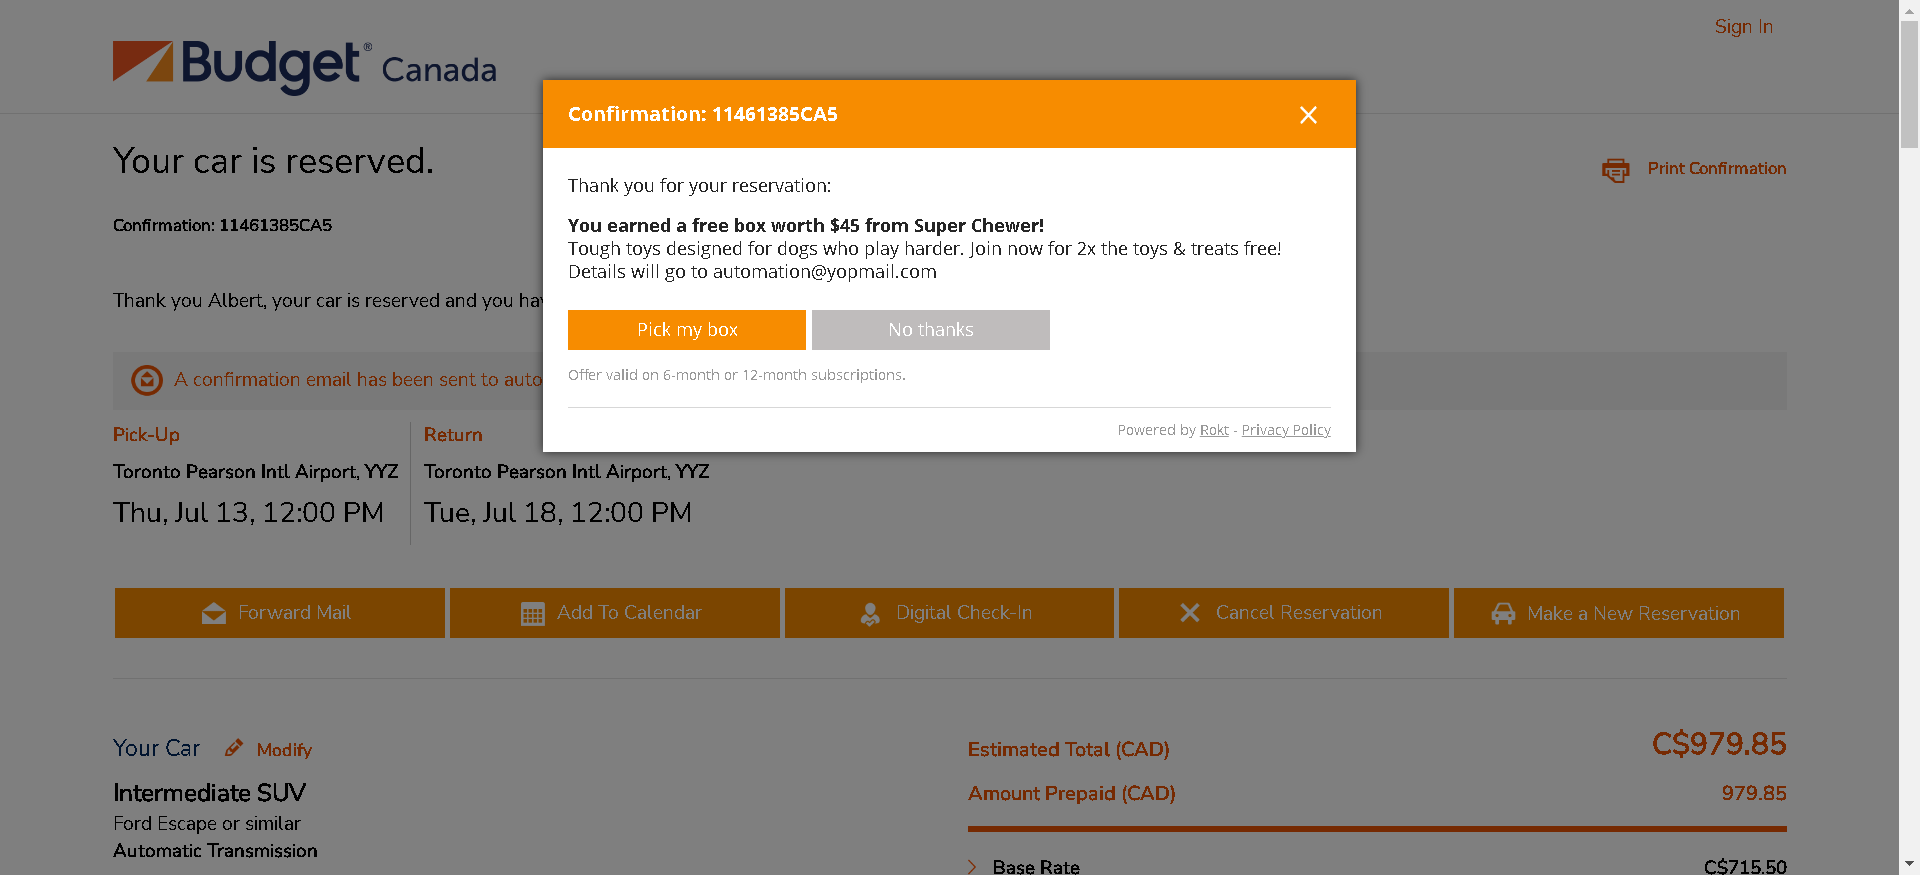 Sign In
Budget® Canada
Confirmation: 11461385CA5
Your car is reserved.
Print Confirmation
Thank you for your reservation:
Confirmation: 11461385CA5
You earned a free box worth $45 from Super Chewer!
Tough toys designed for dogs who play harder. Join now for 2x the toys & treats free!
Details will go to automation@yopmail.com
Thank you Albert, your car is reserved and you
Pick my box
No thanks
Offer valid on 6-month or 12-month subscriptions.
A confirmation email has been sent to
Powered by Rokt - Privacy Policy
Pick-Up
Return
Toronto Pearson Intl Airport, YYZ
Toronto Pearson Intl Airport, YYZ
Thu, Jul 13, 12:00 PM
Tue, Jul 18, 12:00 PM
Forward Mail
Add To Calendar
Digital Check-In
Cancel Reservation
Make a New Reservation
Your Car
Modify
Estimated Total (CAD)
C$979.85
Intermediate SUV
Amount Prepaid (CAD)
979.85
Ford Escape or similar
Automatic Transmission
Base Rate
C$715.50